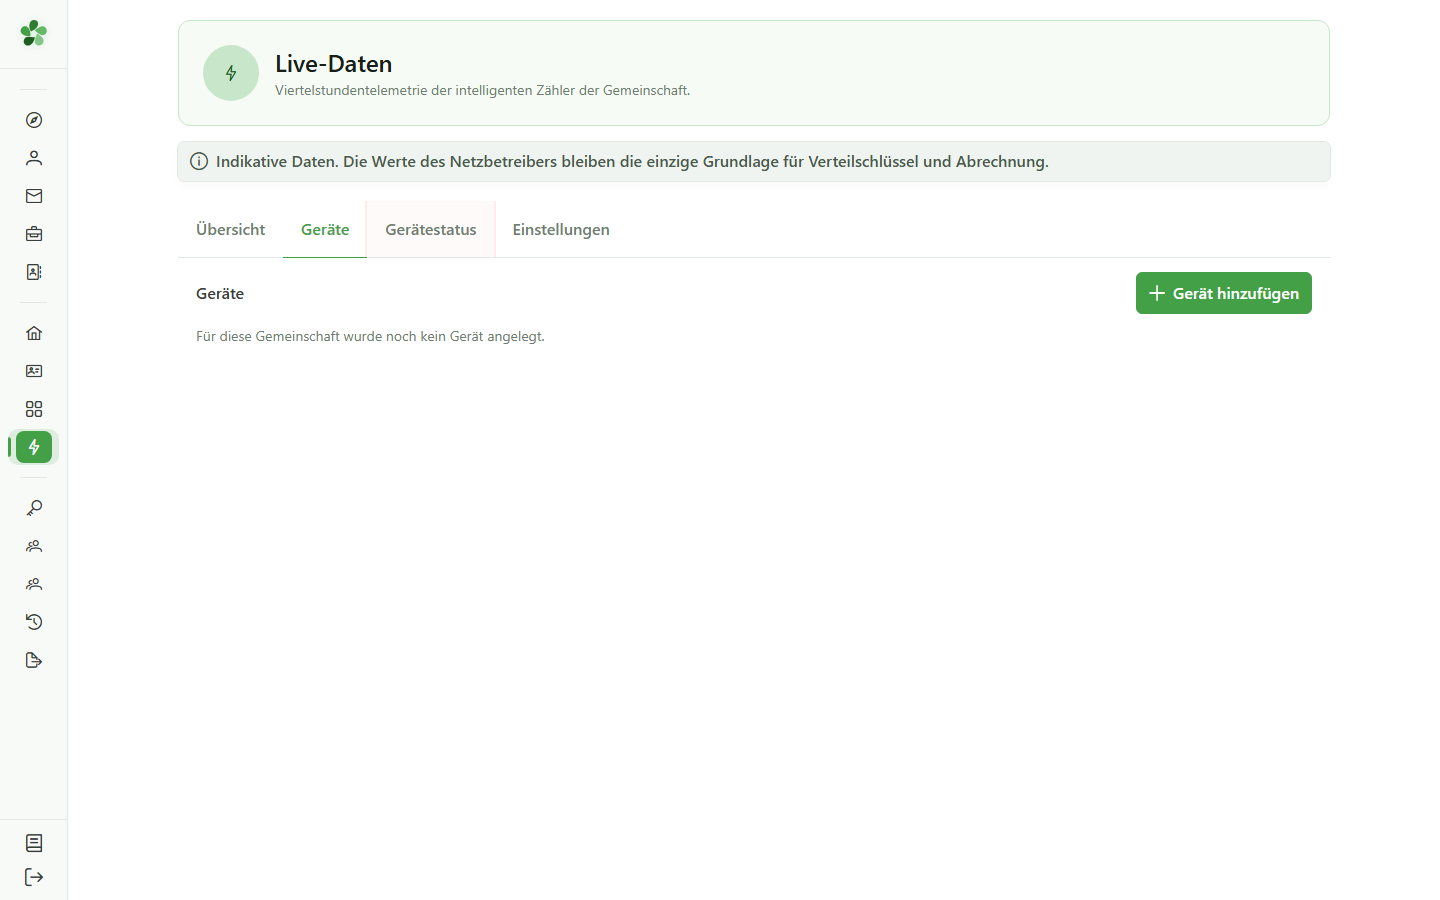 Live-Daten
Viertelstundentelemetrie der intelligenten Zähler der Gemeinschaft.
Indikative Daten. Die Werte des Netzbetreibers bleiben die einzige Grundlage für Verteilschlüssel und Abrechnung.
Übersicht
Geräte
Gerätestatus
Einstellungen
Geräte
Gerät hinzufügen
Für diese Gemeinschaft wurde noch kein Gerät angelegt.